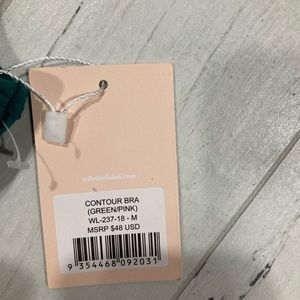 CONTOUR BRA
(GREEN/PINK)
WL-237-18 - M
MSRP $48 USD
9 354468 092031